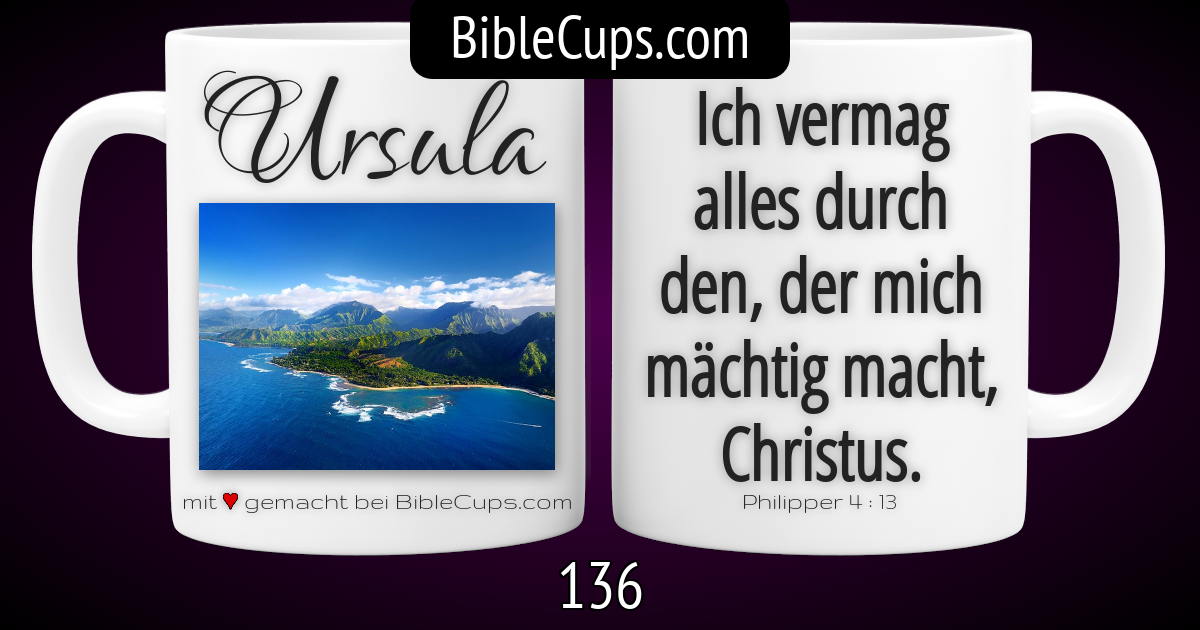 BibleCups.com
Ursula
mit ♥ gemacht bei BibleCups.com
Ich vermag
alles durch
den, der mich
mächtig macht,
Christus.
Philipper 4 : 13
136